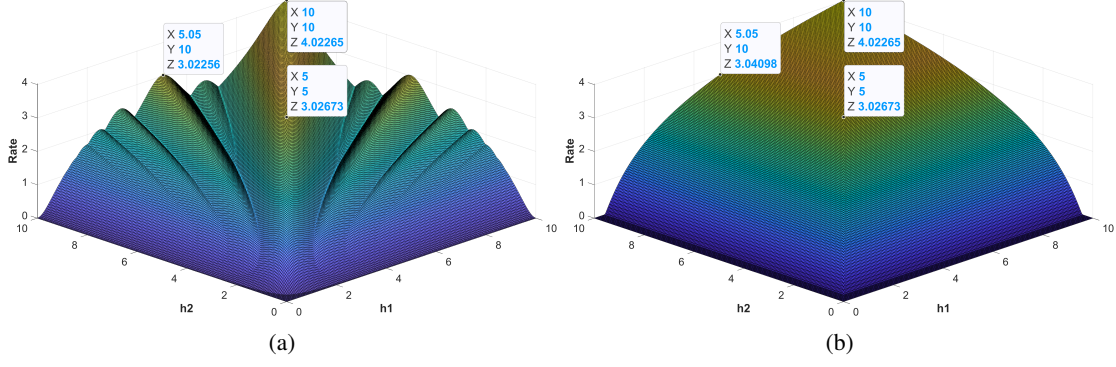 X 5.05
Y 10
Z 3.02256
X 10
Y 10
Z 4.02265
X 5
Y 5
Z 3.02673
4
3
2
1
0
Rate
10
8
6
4
2
0
h2
0
2
4
6
8
10
h1
(a)
X 5.05
Y 10
Z 3.04098
X 10
Y 10
Z 4.02265
X 5
Y 5
Z 3.02673
4
3
2
1
0
Rate
10
8
6
4
2
0
h2
0
2
4
6
8
10
h1
(b)